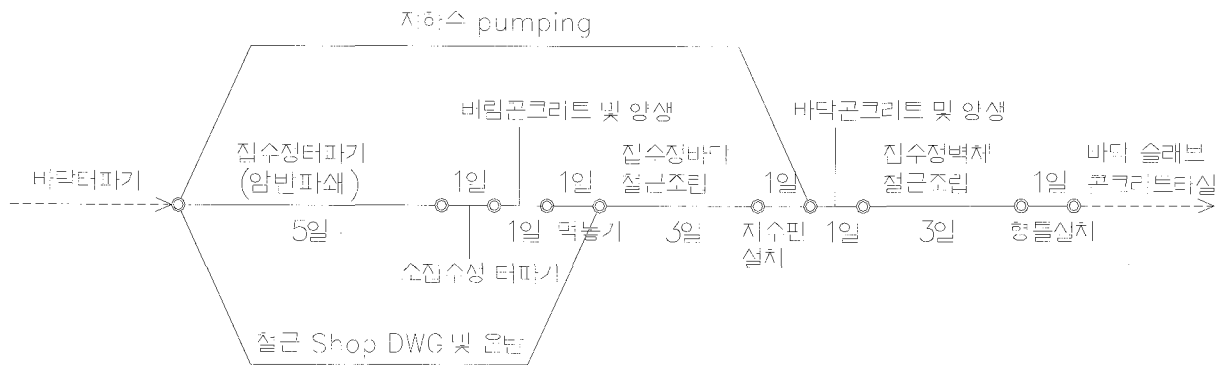 지하수 pumping
버림콘크리트 및 양생
바닥콘크리트 및 양생
바닥터파기
집수정터파기
(암반파쇄)
1일
1일
집수정바닥
철근조립
1일
집수정벽체
철근조립
1일
바닥 슬래브
콘크리트타설
5일
1일
먹놓기
3일
지수판
설치
1일
3일
형틀설치
소집수정 터파기
철근 Shop DWG 및 운반